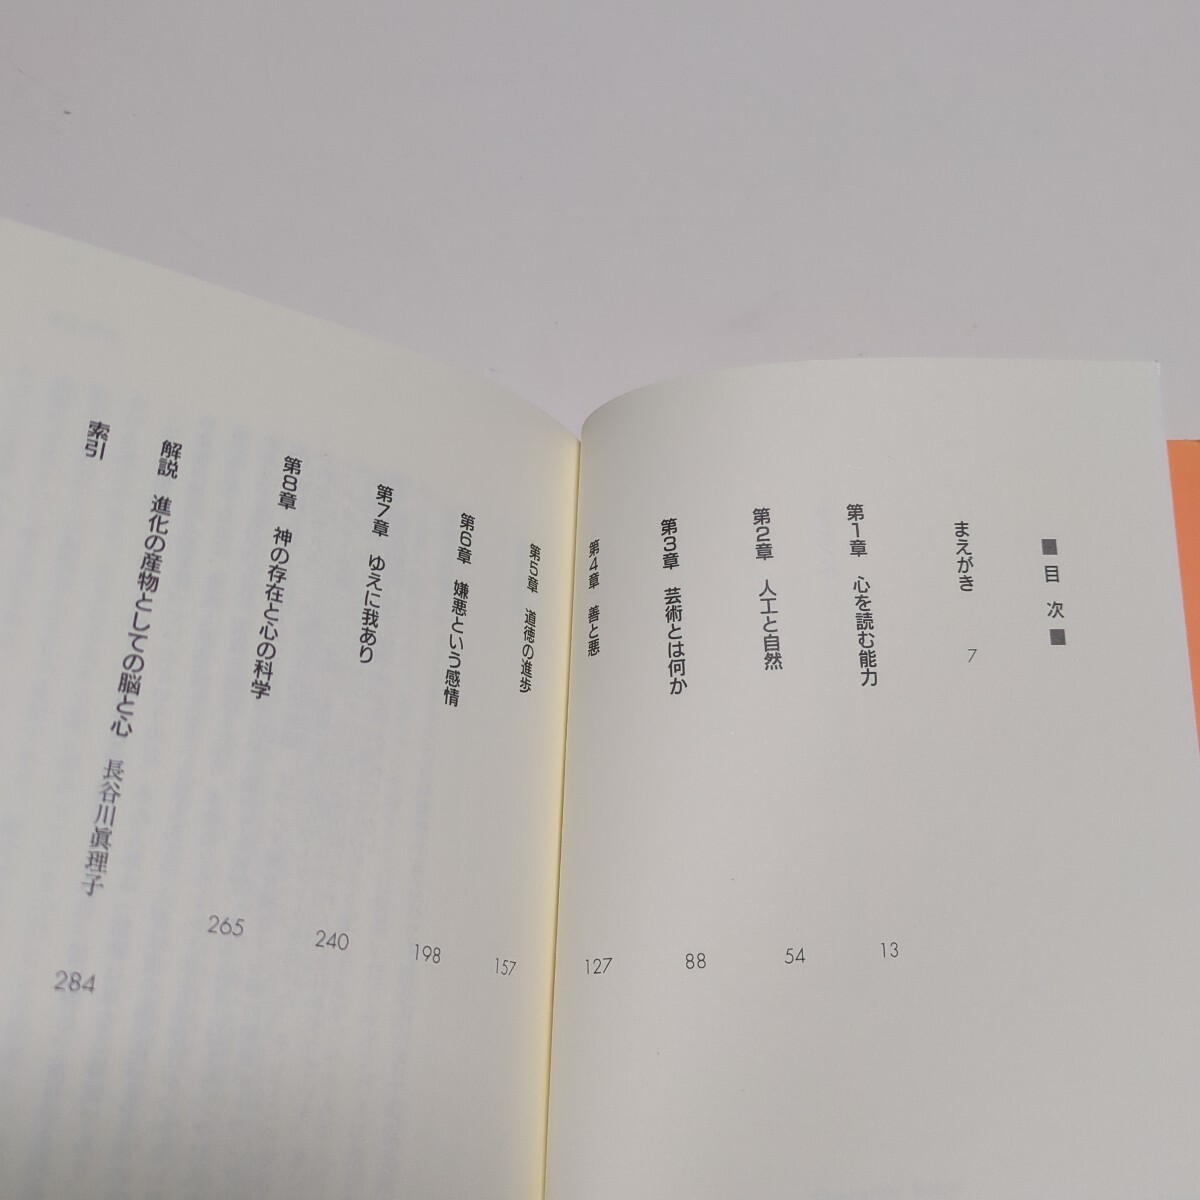 ■目次■
まえがき 7
第1章 心を読む能力 13
第2章 人工と自然 54
第3章 芸術とは何か 88
第4章 善と悪 127
第5章 道徳の進歩 157
第6章 嫌悪という感情 198
第7章 ゆえに我あり 240
第8章 神の存在と心の科学 265
解説 進化の産物としての脳と心 長谷川眞理子 284
索引